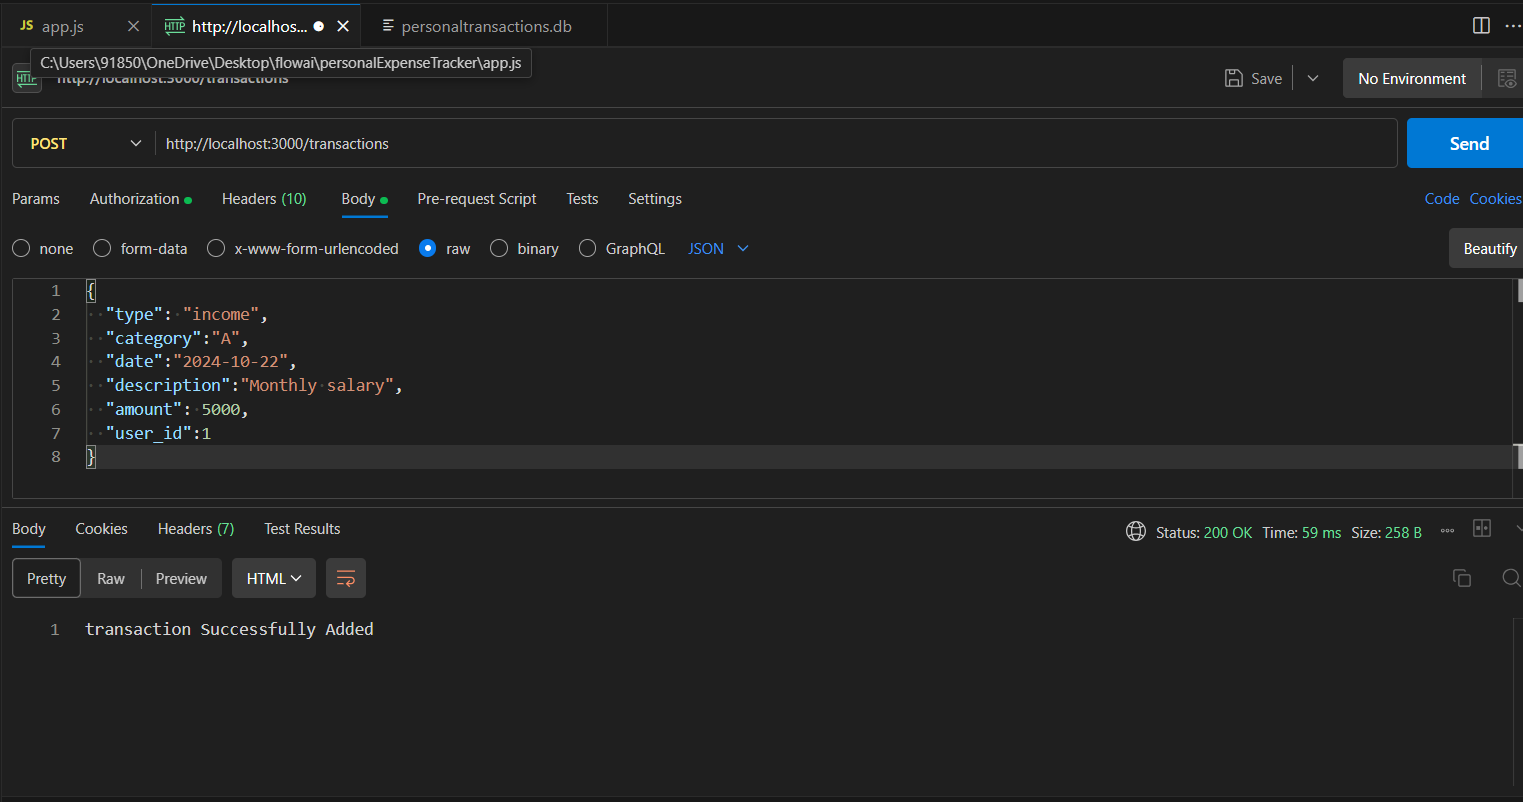 JS app.js
HTTP http://localhos...
personaltransactions.db
C:\Users\91850\OneDrive\Desktop\flowai\personalExpenseTracker\app.js
HTTP http://localhost:3000/transactions
Save
No Environment
POST
http://localhost:3000/transactions
Send
Params Authorization Headers (10) Body Pre-request Script Tests Settings Code Cookies
none form-data x-www-form-urlencoded raw binary GraphQL JSON Beautify
1 {
2 "type": "income",
3 "category":"A",
4 "date":"2024-10-22",
5 "description":"Monthly salary",
6 "amount": 5000,
7 "user_id":1
8 }
Body Cookies Headers (7) Test Results Status: 200 OK Time: 59 ms Size: 258 B
Pretty Raw Preview HTML
1 transaction Successfully Added